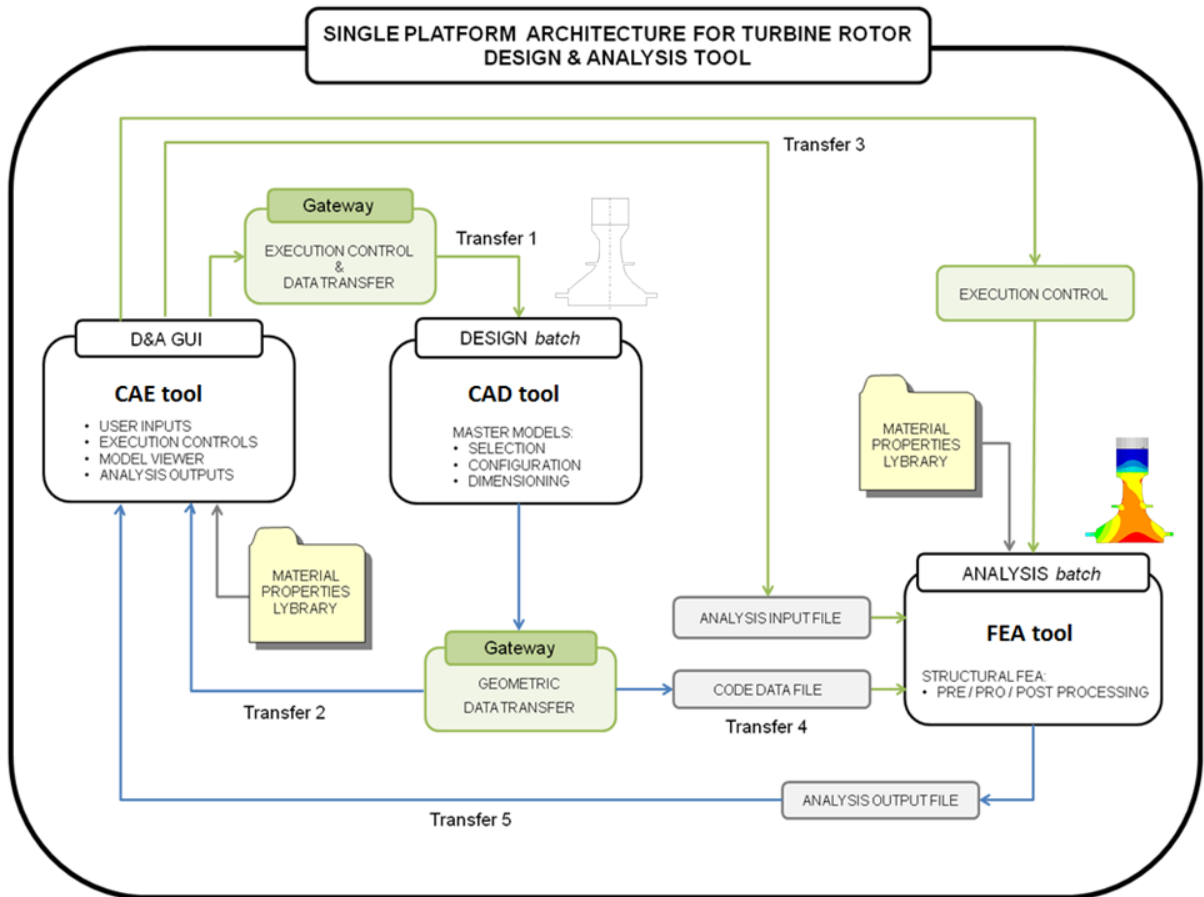 SINGLE PLATFORM ARCHITECTURE FOR TURBINE ROTOR
DESIGN & ANALYSIS TOOL
Transfer 3
Gateway
EXECUTION CONTROL
&
DATA TRANSFER
Transfer 1
EXECUTION CONTROL
D&A GUI
CAE tool
• USER INPUTS
• EXECUTION CONTROLS
• MODEL VIEWER
• ANALYSIS OUTPUTS
DESIGN batch
CAD tool
MASTER MODELS:
• SELECTION
• CONFIGURATION
• DIMENSIONING
MATERIAL
PROPERTIES
LYBRARY
MATERIAL
PROPERTIES
LYBRARY
ANALYSIS batch
FEA tool
STRUCTURAL FEA:
• PRE / PRO / POST PROCESSING
ANALYSIS INPUT FILE
Gateway
GEOMETRIC
DATA TRANSFER
CODE DATA FILE
Transfer 2
Transfer 4
ANALYSIS OUTPUT FILE
Transfer 5